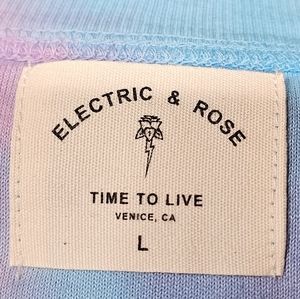 ELECTRIC & ROSE
TIME TO LIVE
VENICE, CA
L